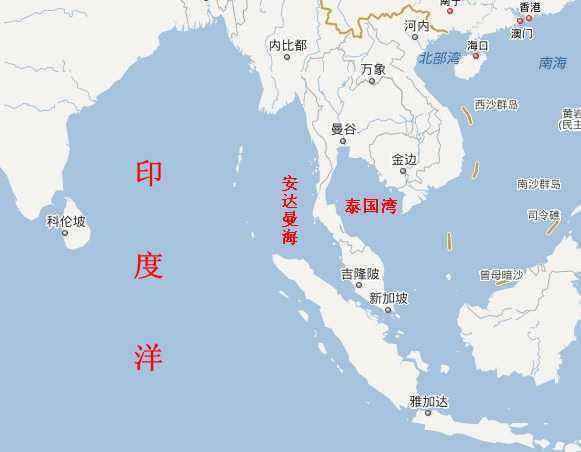 南宁
香港
澳门
河内
内比都
海口
北部湾
南海
万象
西沙群岛
黄岩
(民主
曼谷
金边
印
度
洋
安
达
曼
海
泰国湾
南沙群岛
司令礁
科伦坡
吉隆陂
曾母暗沙
新加坡
雅加达